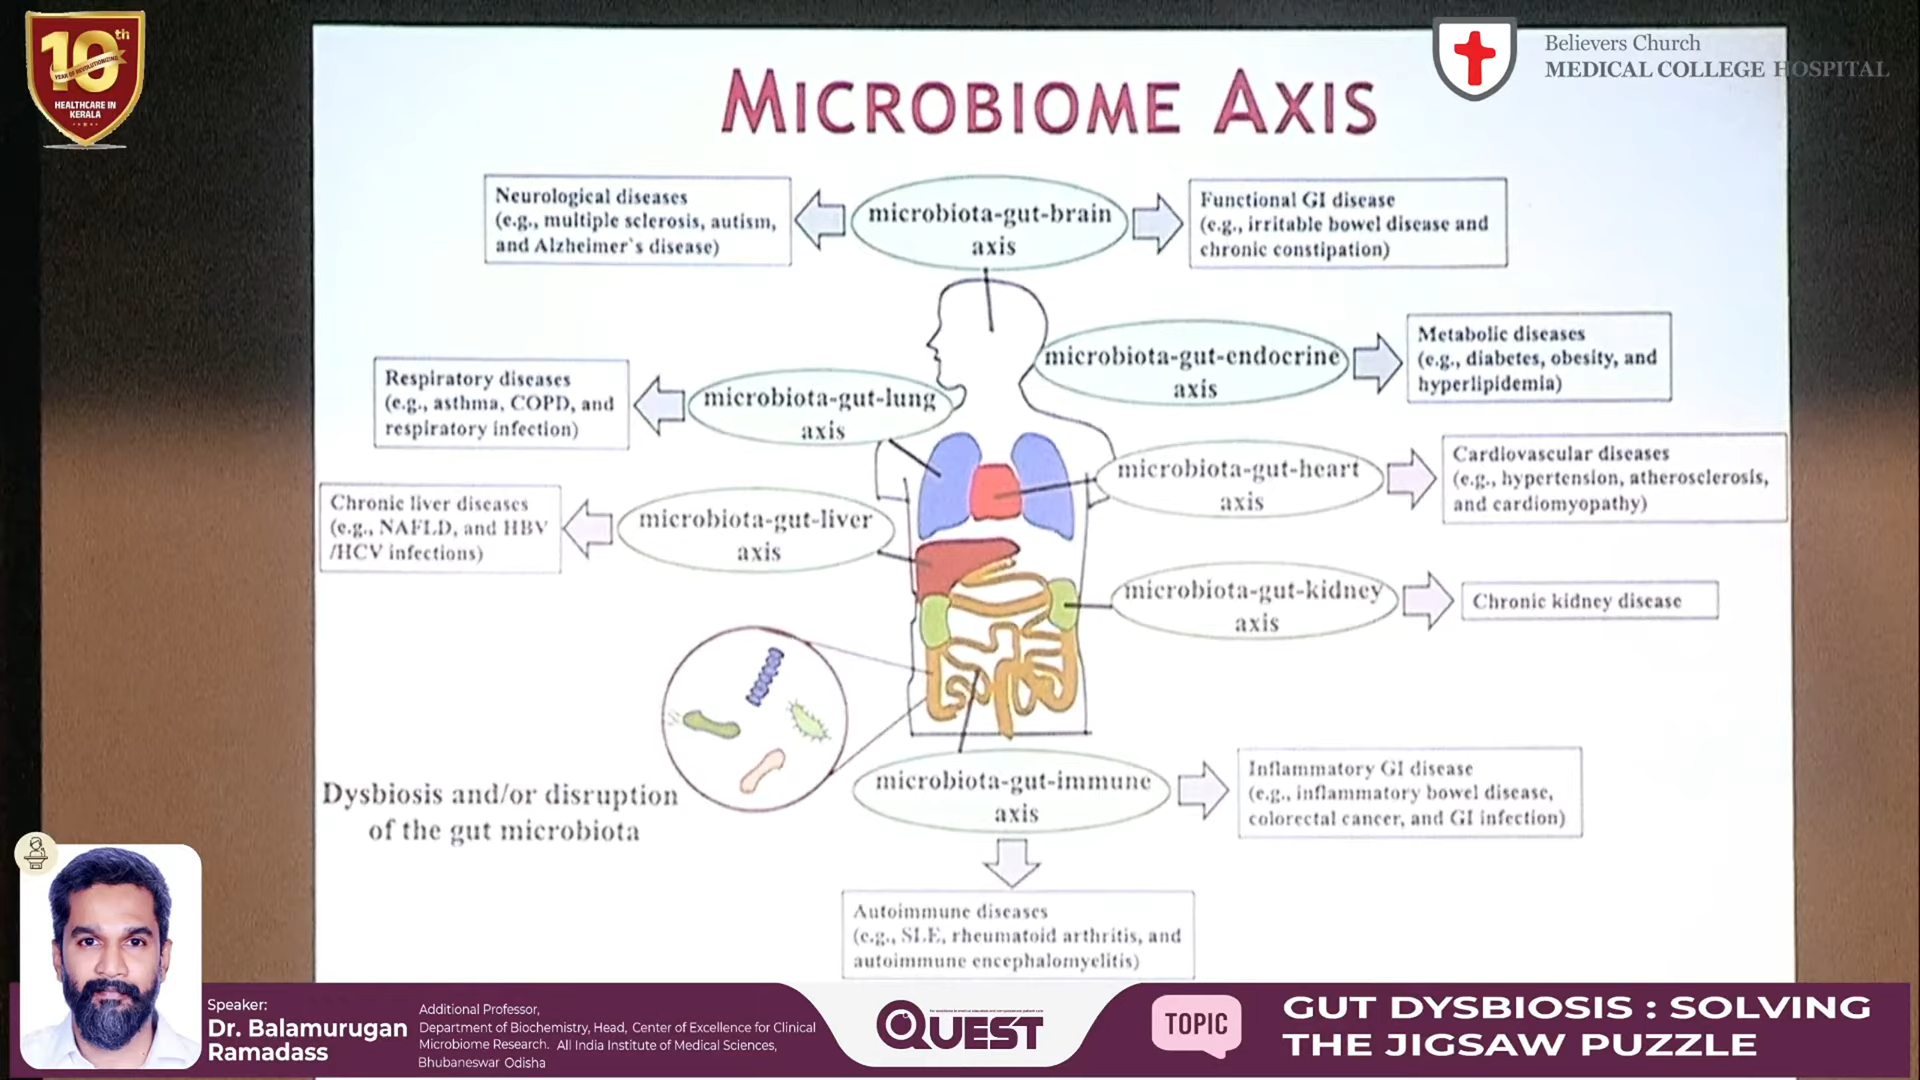 10th
YEAR OF REVOLUTIONIZING
HEALTHCARE IN
KERALA
Believers Church
MEDICAL COLLEGE HOSPITAL
MICROBIOME AXIS
Neurological diseases
(e.g., multiple sclerosis, autism,
and Alzheimer`s disease)
microbiota-gut-brain
axis
Functional GI disease
(e.g., irritable bowel disease and
chronic constipation)
microbiota-gut-endocrine
axis
Metabolic diseases
(e.g., diabetes, obesity, and
hyperlipidemia)
Respiratory diseases
(e.g., asthma, COPD, and
respiratory infection)
microbiota-gut-lung
axis
microbiota-gut-heart
axis
Cardiovascular diseases
(e.g., hypertension, atherosclerosis,
and cardiomyopathy)
Chronic liver diseases
(e.g., NAFLD, and HBV
/HCV infections)
microbiota-gut-liver
axis
microbiota-gut-kidney
axis
Chronic kidney disease
Dysbiosis and/or disruption
of the gut microbiota
microbiota-gut-immune
axis
Inflammatory GI disease
(e.g., inflammatory bowel disease,
colorectal cancer, and GI infection)
Autoimmune diseases
(e.g., SLE, rheumatoid arthritis, and
autoimmune encephalomyelitis)
Speaker:
Dr. Balamurugan
Ramadass
Additional Professor,
Department of Biochemistry, Head, Center of Excellence for Clinical
Microbiome Research. All India Institute of Medical Sciences,
Bhubaneswar Odisha
QUEST
TOPIC
GUT DYSBIOSIS : SOLVING
THE JIGSAW PUZZLE